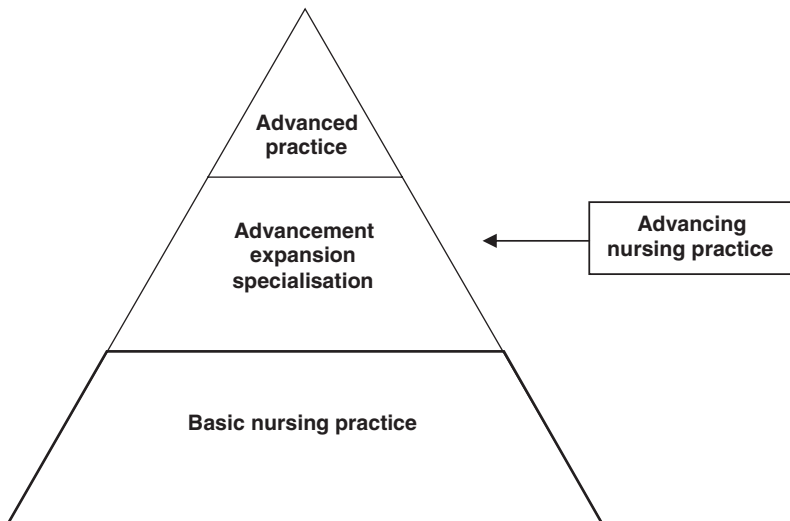 Advanced
practice
Advancement
expansion
specialisation
Advancing
nursing practice
Basic nursing practice